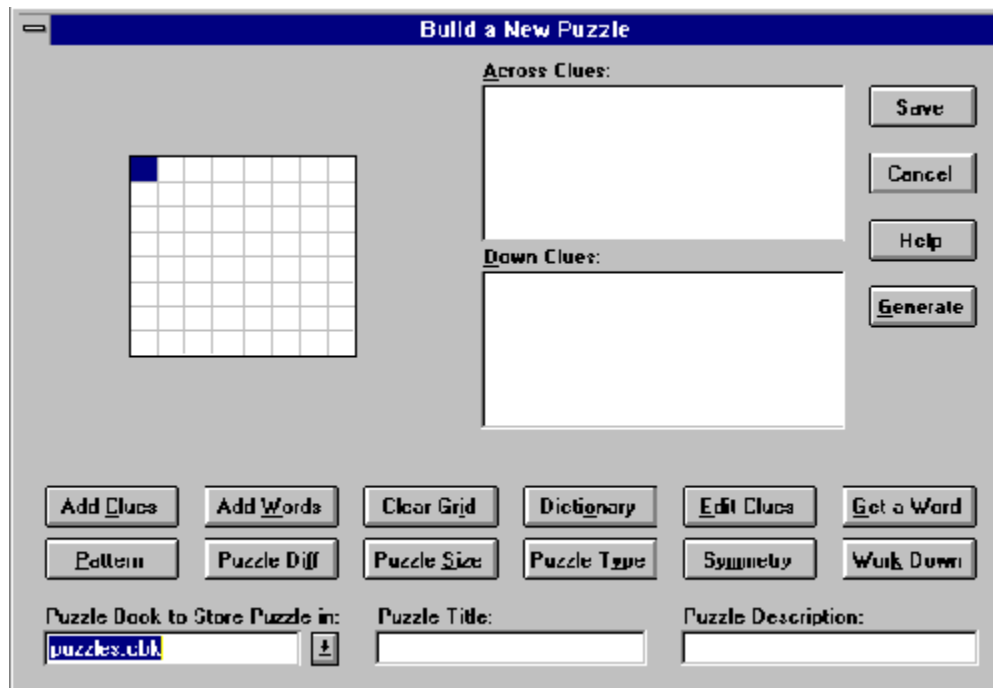 Build a New Puzzle
Across Clues:
Save
Cancel
Help
Down Clues:
Generate
Add Clues Add Words Clear Grid Dictionary Edit Clues Get a Word
Pattern Puzzle Diff Puzzle Size Puzzle Type Symmetry Work Down
Puzzle Book to Store Puzzle in: Puzzle Title: Puzzle Description:
puzzles.cbk